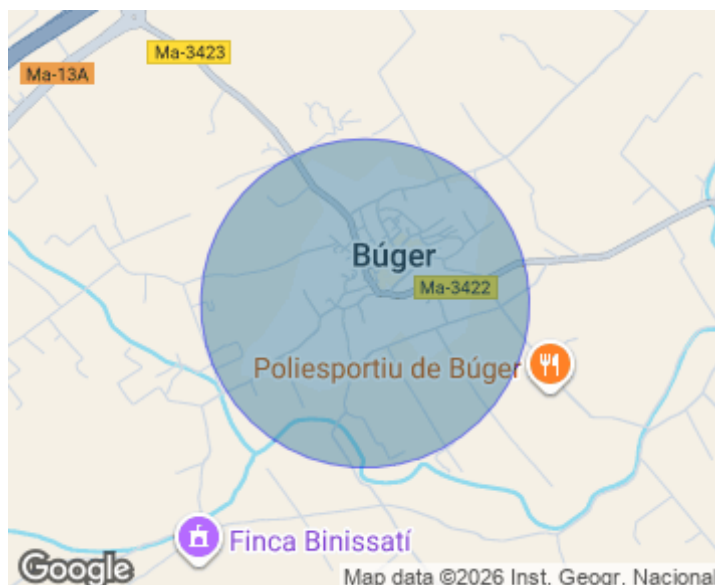 Ma-3423
Ma-13A
Búger
Ma-3422
Poliesportiu de Búger
Finca Binissatí
Google
Map data ©2026 Inst. Geogr. Nacional